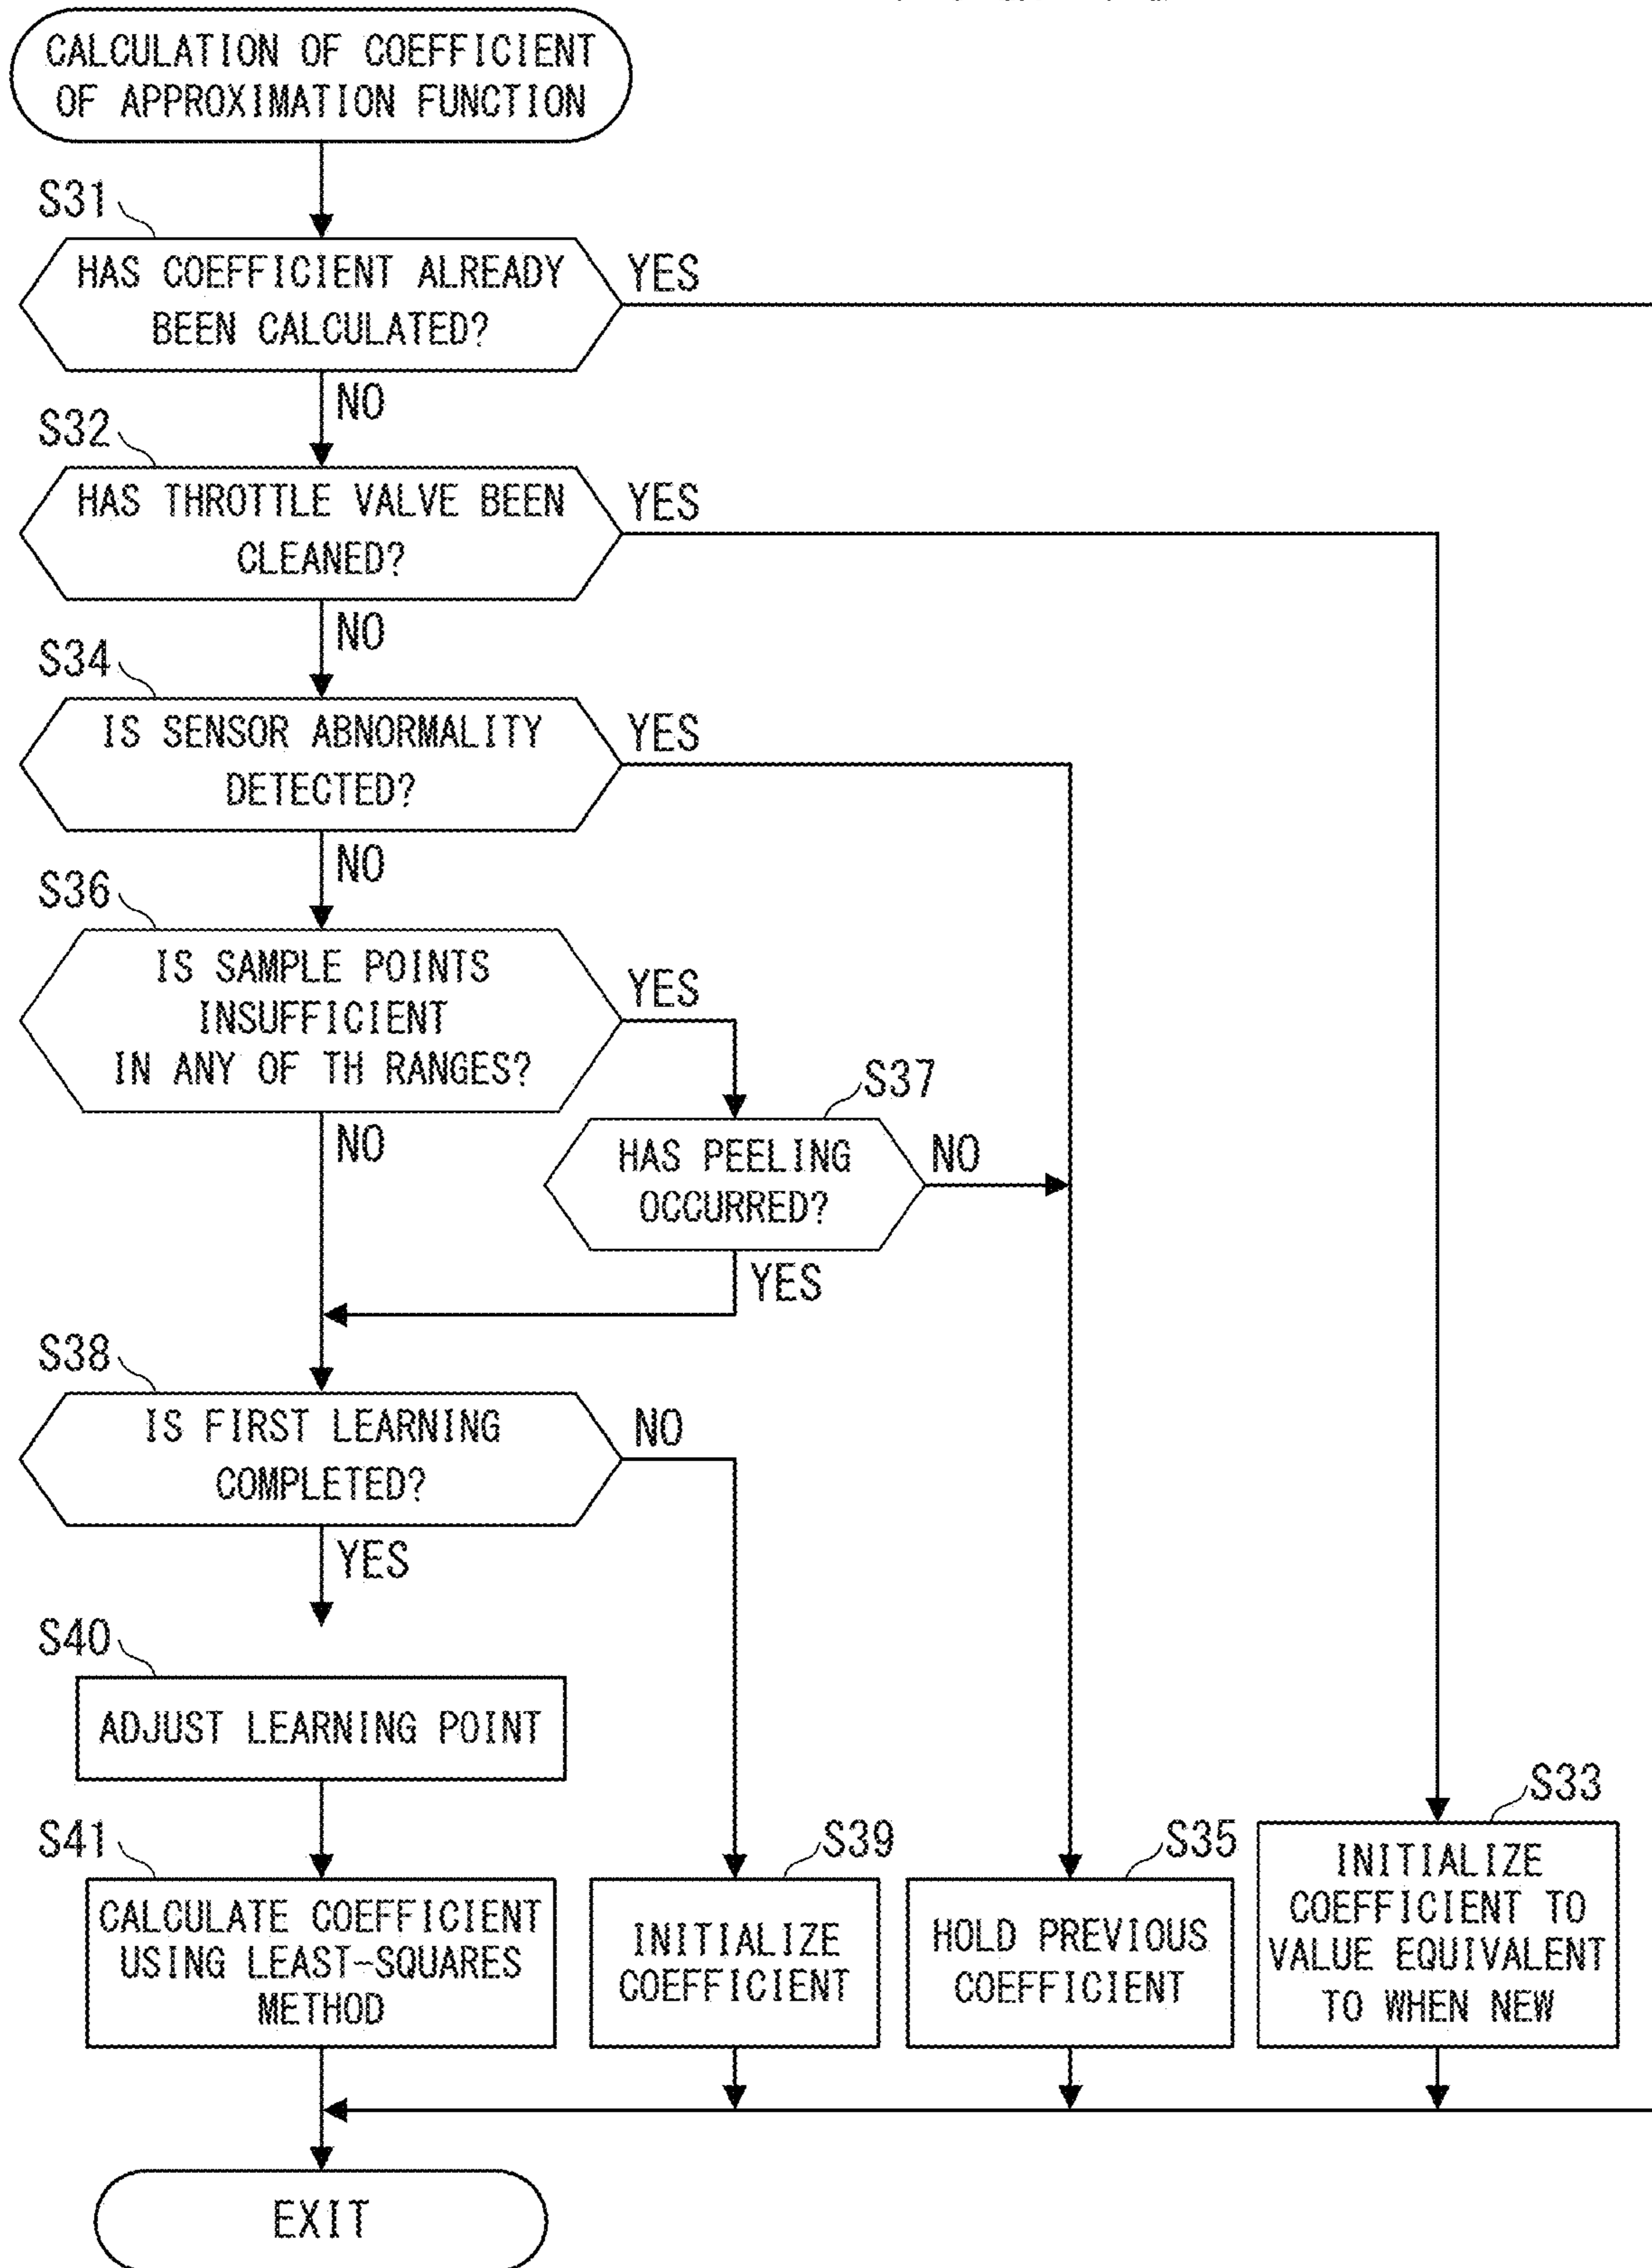 CALCULATION OF COEFFICIENT
OF APPROXIMATION FUNCTION
S31
HAS COEFFICIENT ALREADY
BEEN CALCULATED?
YES
NO
S32
HAS THROTTLE VALVE BEEN
CLEANED?
YES
NO
S34
IS SENSOR ABNORMALITY
DETECTED?
YES
NO
S36
IS SAMPLE POINTS
INSUFFICIENT
IN ANY OF TH RANGES?
YES
NO
S37
HAS PEELING
OCCURRED?
NO
YES
S38
IS FIRST LEARNING
COMPLETED?
NO
YES
S40
ADJUST LEARNING POINT
S41
CALCULATE COEFFICIENT
USING LEAST-SQUARES
METHOD
S39
INITIALIZE
COEFFICIENT
S35
HOLD PREVIOUS
COEFFICIENT
S33
INITIALIZE
COEFFICIENT TO
VALUE EQUIVALENT
TO WHEN NEW
EXIT